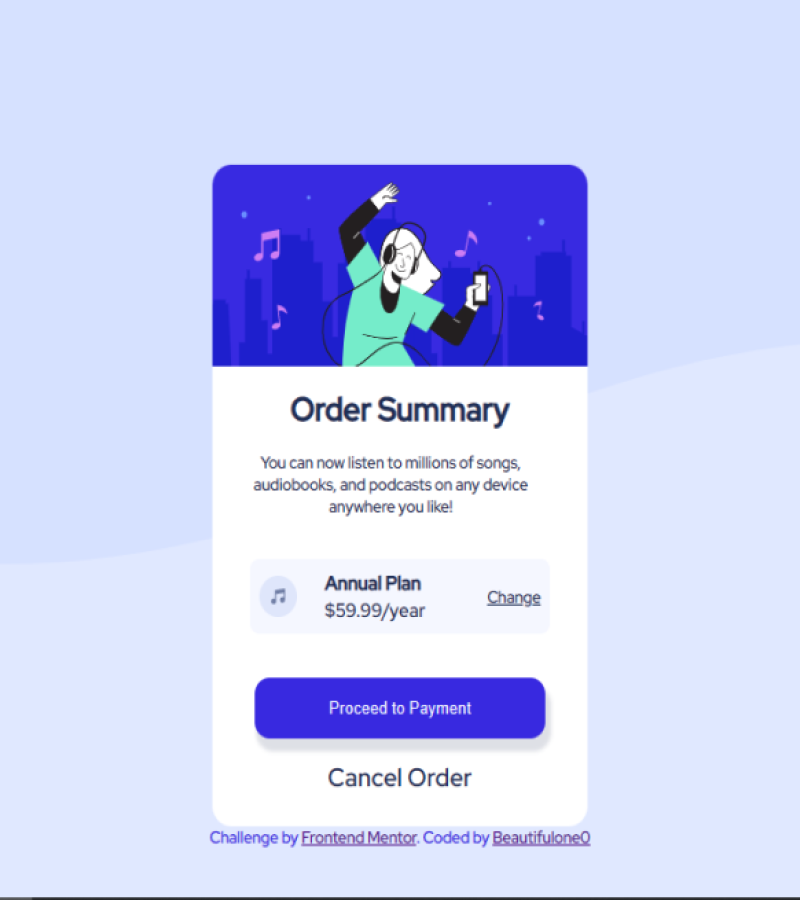 Order Summary
You can now listen to millions of songs,
audiobooks, and podcasts on any device
anywhere you like!
Annual Plan
$59.99/year
Change
Proceed to Payment
Cancel Order
Challenge by Frontend Mentor. Coded by Beautifulone0